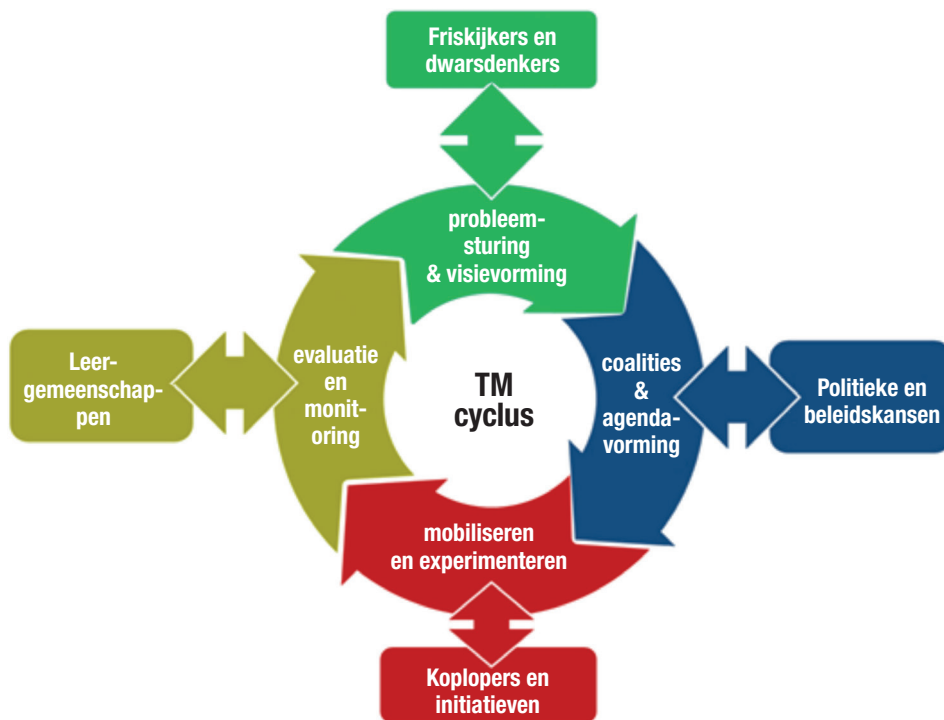 Friskijkers en
dwarsdenkers
probleem-
sturing
& visievorming
Leer-
gemeenschap-
pen
evaluatie
en
monit-
oring
TM
cyclus
coalities
&
agenda-
vorming
Politieke en
beleidskansen
mobiliseren
en experimenteren
Koplopers en
initiatieven